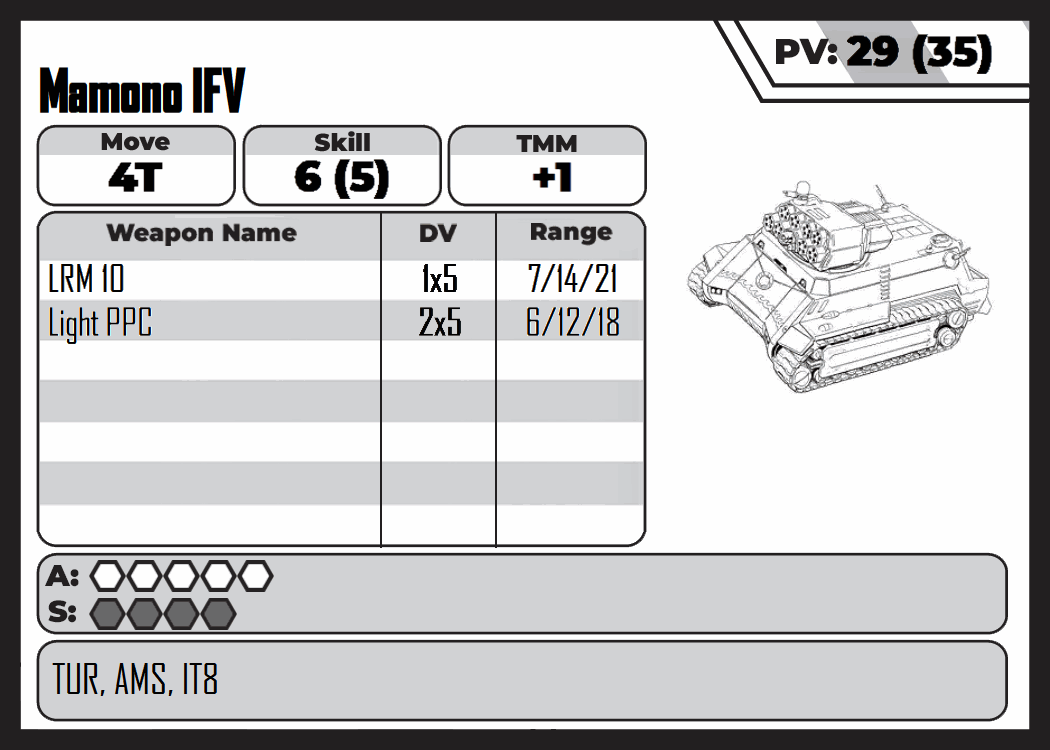 PV: 29 (35)
Mamono IFV
Move Skill TMM
4T 6 (5) +1
Weapon Name DV Range
LRM 10 1x5 7/14/21
Light PPC 2x5 6/12/18
A:
S:
TUR, AMS, IT8